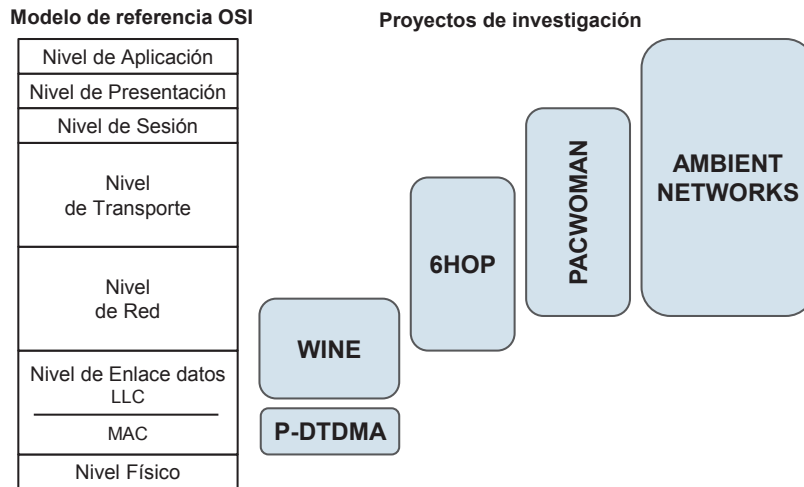 Modelo de referencia OSI
Proyectos de investigación
Nivel de Aplicación
Nivel de Presentación
Nivel de Sesión
Nivel
de Transporte
Nivel
de Red
Nivel de Enlace datos
LLC
MAC
Nivel Físico
WINE
P-DTDMA
6HOP
PACWOMAN
AMBIENT
NETWORKS